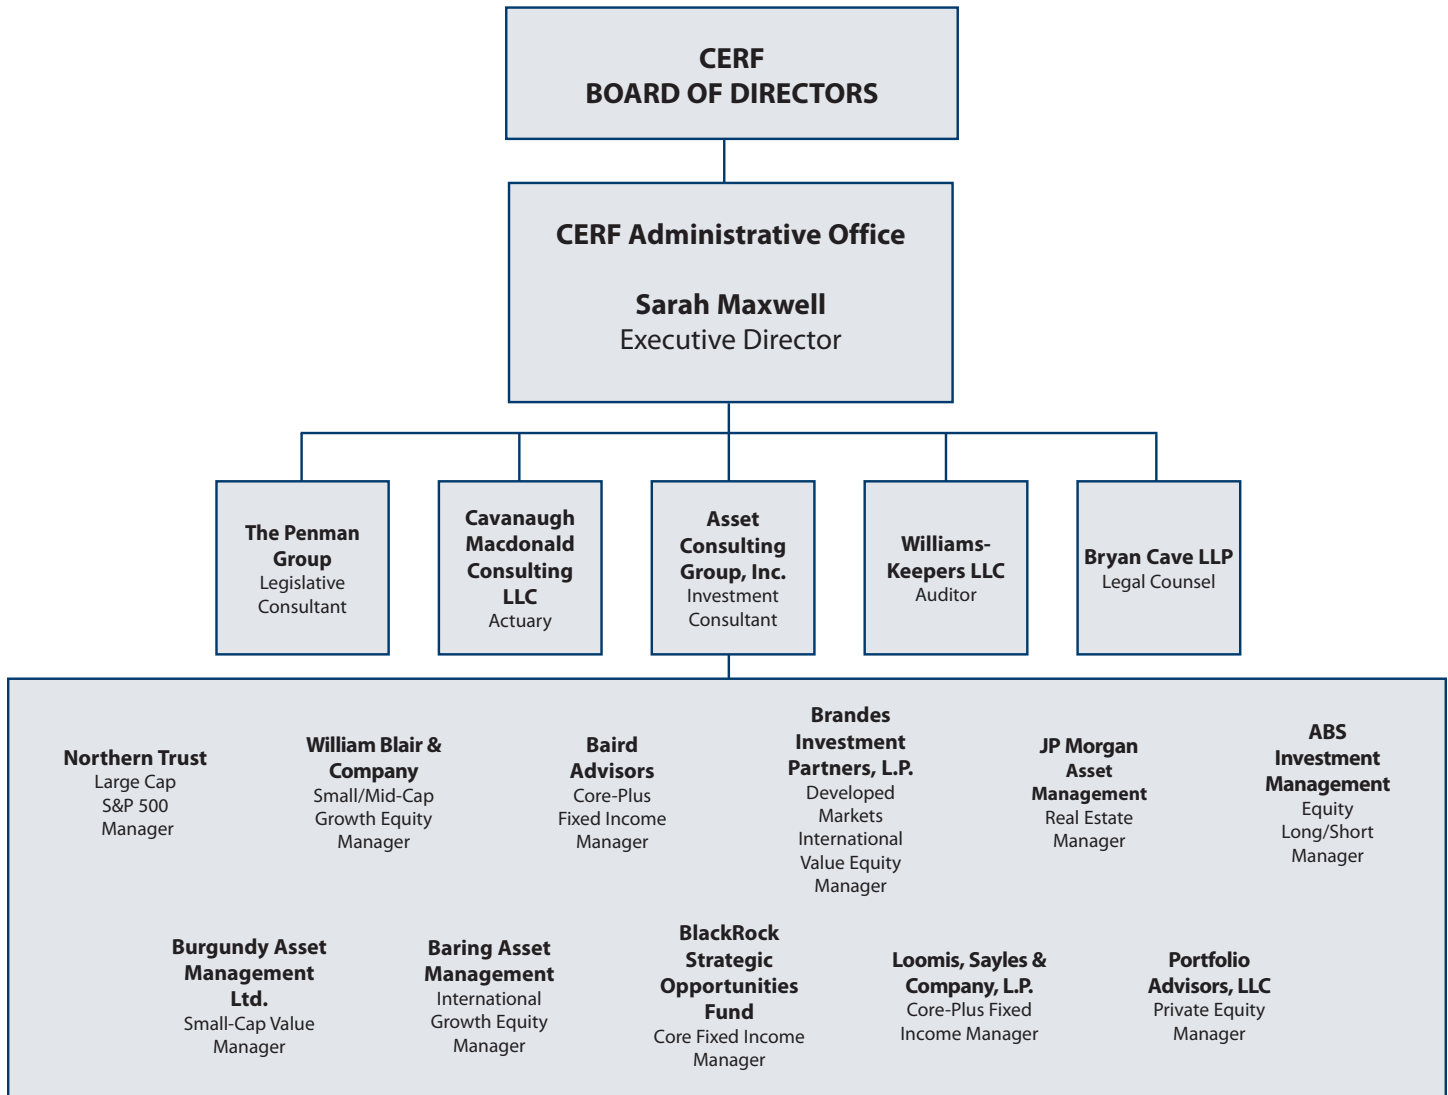 CERF
BOARD OF DIRECTORS
CERF Administrative Office
Sarah Maxwell
Executive Director
The Penman
Group
Legislative
Consultant
Cavanaugh
Macdonald
Consulting
LLC
Actuary
Asset
Consulting
Group, Inc.
Investment
Consultant
Williams-
Keepers LLC
Auditor
Bryan Cave LLP
Legal Counsel
Northern Trust
Large Cap
S&P 500
Manager
William Blair &
Company
Small/Mid-Cap
Growth Equity
Manager
Baird
Advisors
Core-Plus
Fixed Income
Manager
Brandes
Investment
Partners, L.P.
Developed
Markets
International
Value Equity
Manager
JP Morgan
Asset
Management
Real Estate
Manager
ABS
Investment
Management
Equity
Long/Short
Manager
Burgundy Asset
Management
Ltd.
Small-Cap Value
Manager
Baring Asset
Management
International
Growth Equity
Manager
BlackRock
Strategic
Opportunities
Fund
Core Fixed Income
Manager
Loomis, Sayles &
Company, L.P.
Core-Plus Fixed
Income Manager
Portfolio
Advisors, LLC
Private Equity
Manager